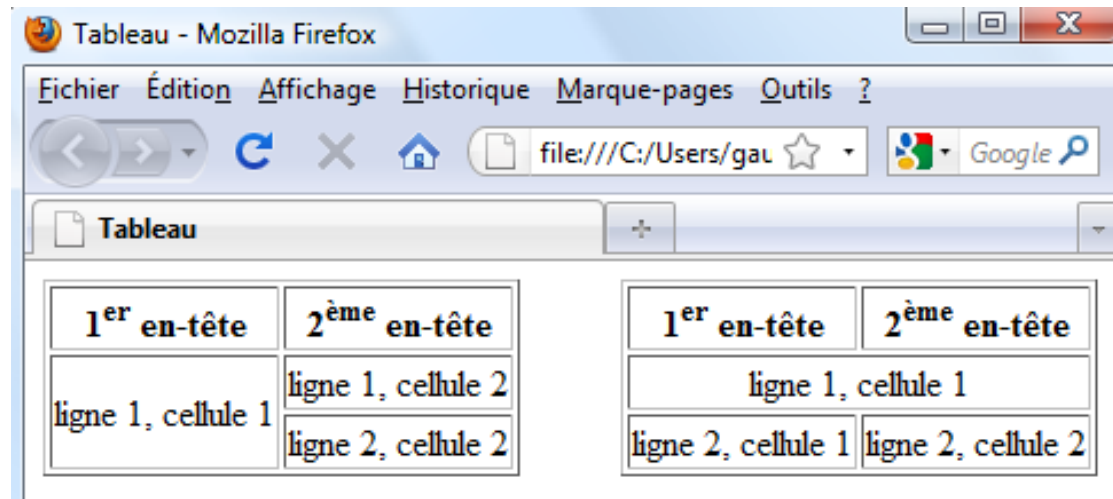 Tableau - Mozilla Firefox
Fichier Édition Affichage Historique Marque-pages Outils ?
file:///C:/Users/gau Google
Tableau
1er en-tête 2ème en-tête
ligne 1, cellule 1
ligne 1, cellule 2
ligne 2, cellule 2
1er en-tête 2ème en-tête
ligne 1, cellule 1
ligne 2, cellule 1 ligne 2, cellule 2